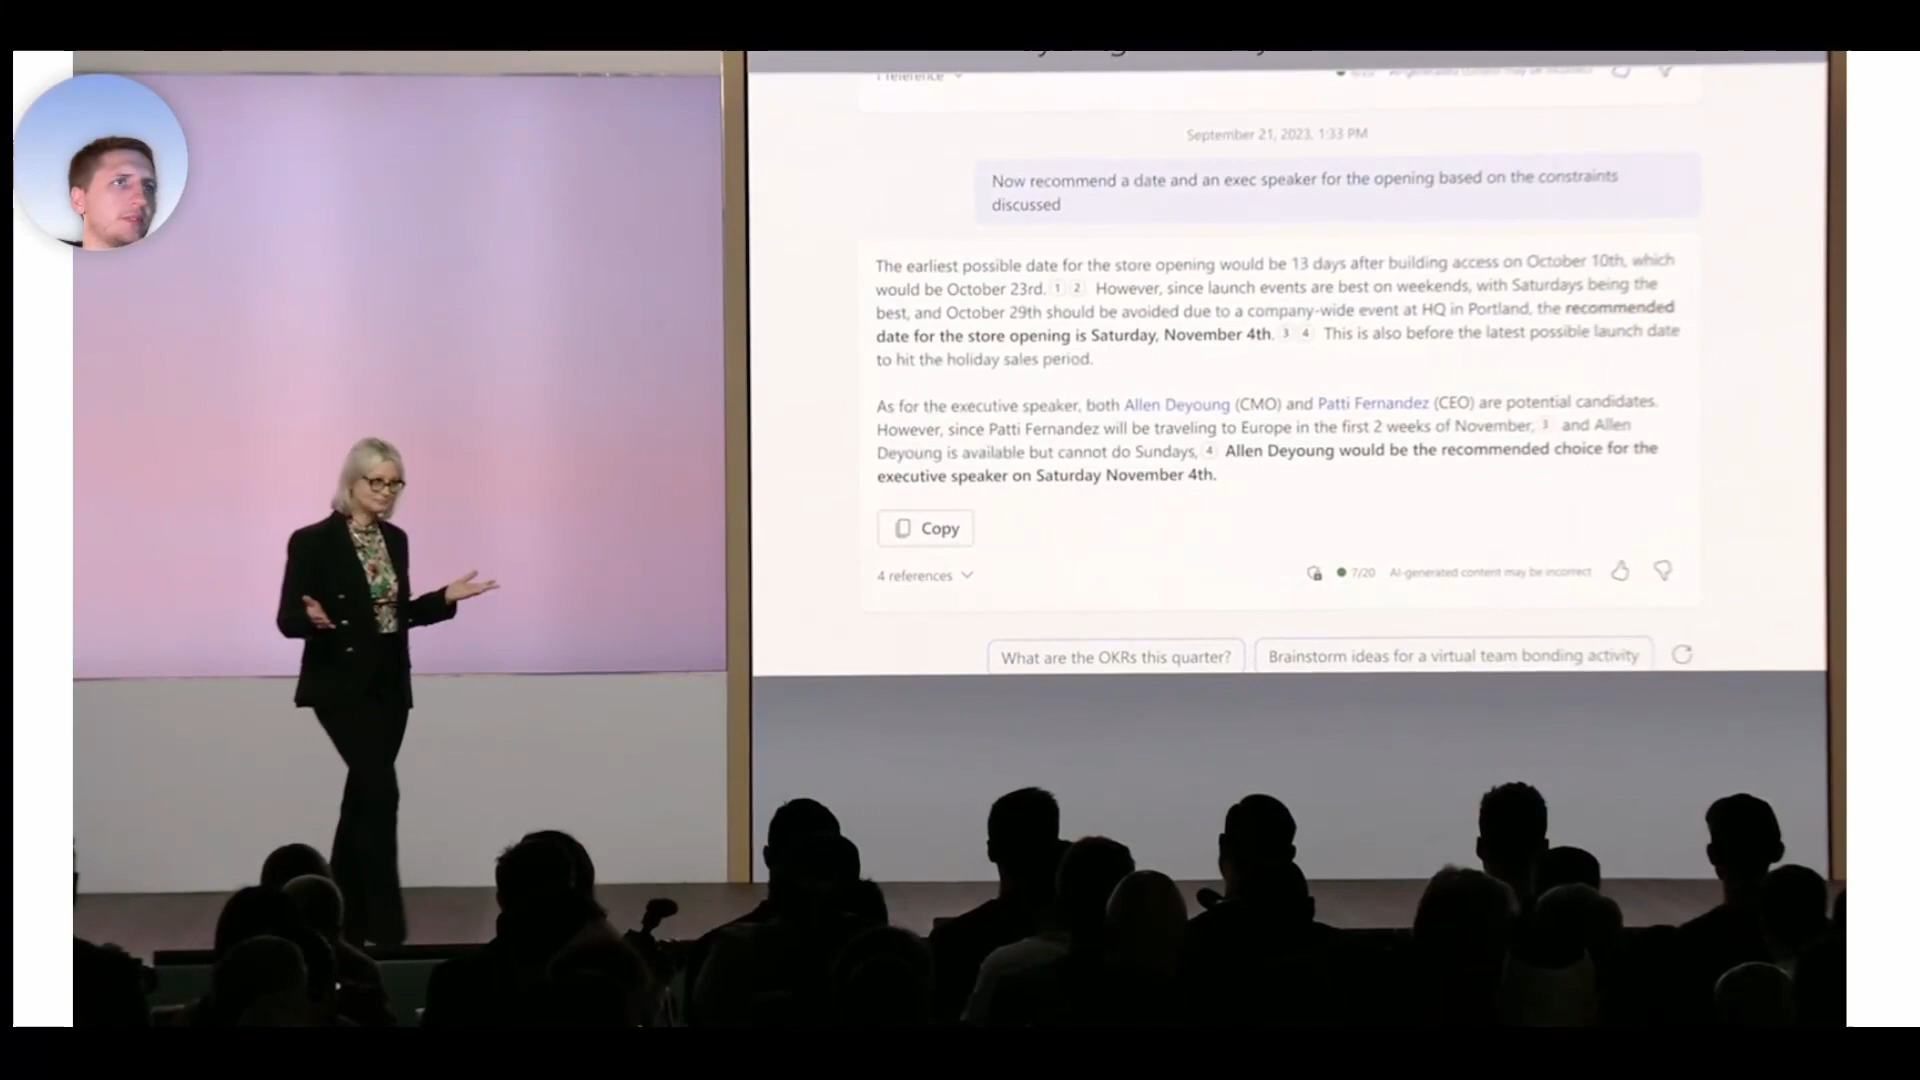 1 reference
September 21, 2023, 1:33 PM
Now recommend a date and an exec speaker for the opening based on the constraints
discussed
The earliest possible date for the store opening would be 13 days after building access on October 10th, which
would be October 23rd. 1 2 However, since launch events are best on weekends, with Saturdays being the
best, and October 29th should be avoided due to a company-wide event at HQ in Portland, the recommended
date for the store opening is Saturday, November 4th. 3 4 This is also before the latest possible launch date
to hit the holiday sales period.
As for the executive speaker, both Allen Deyoung (CMO) and Patti Fernandez (CEO) are potential candidates.
However, since Patti Fernandez will be traveling to Europe in the first 2 weeks of November, 3 and Allen
Deyoung is available but cannot do Sundays, 4 Allen Deyoung would be the recommended choice for the
executive speaker on Saturday November 4th.
Copy
4 references
7/20 AI-generated content may be incorrect
What are the OKRs this quarter?
Brainstorm ideas for a virtual team bonding activity